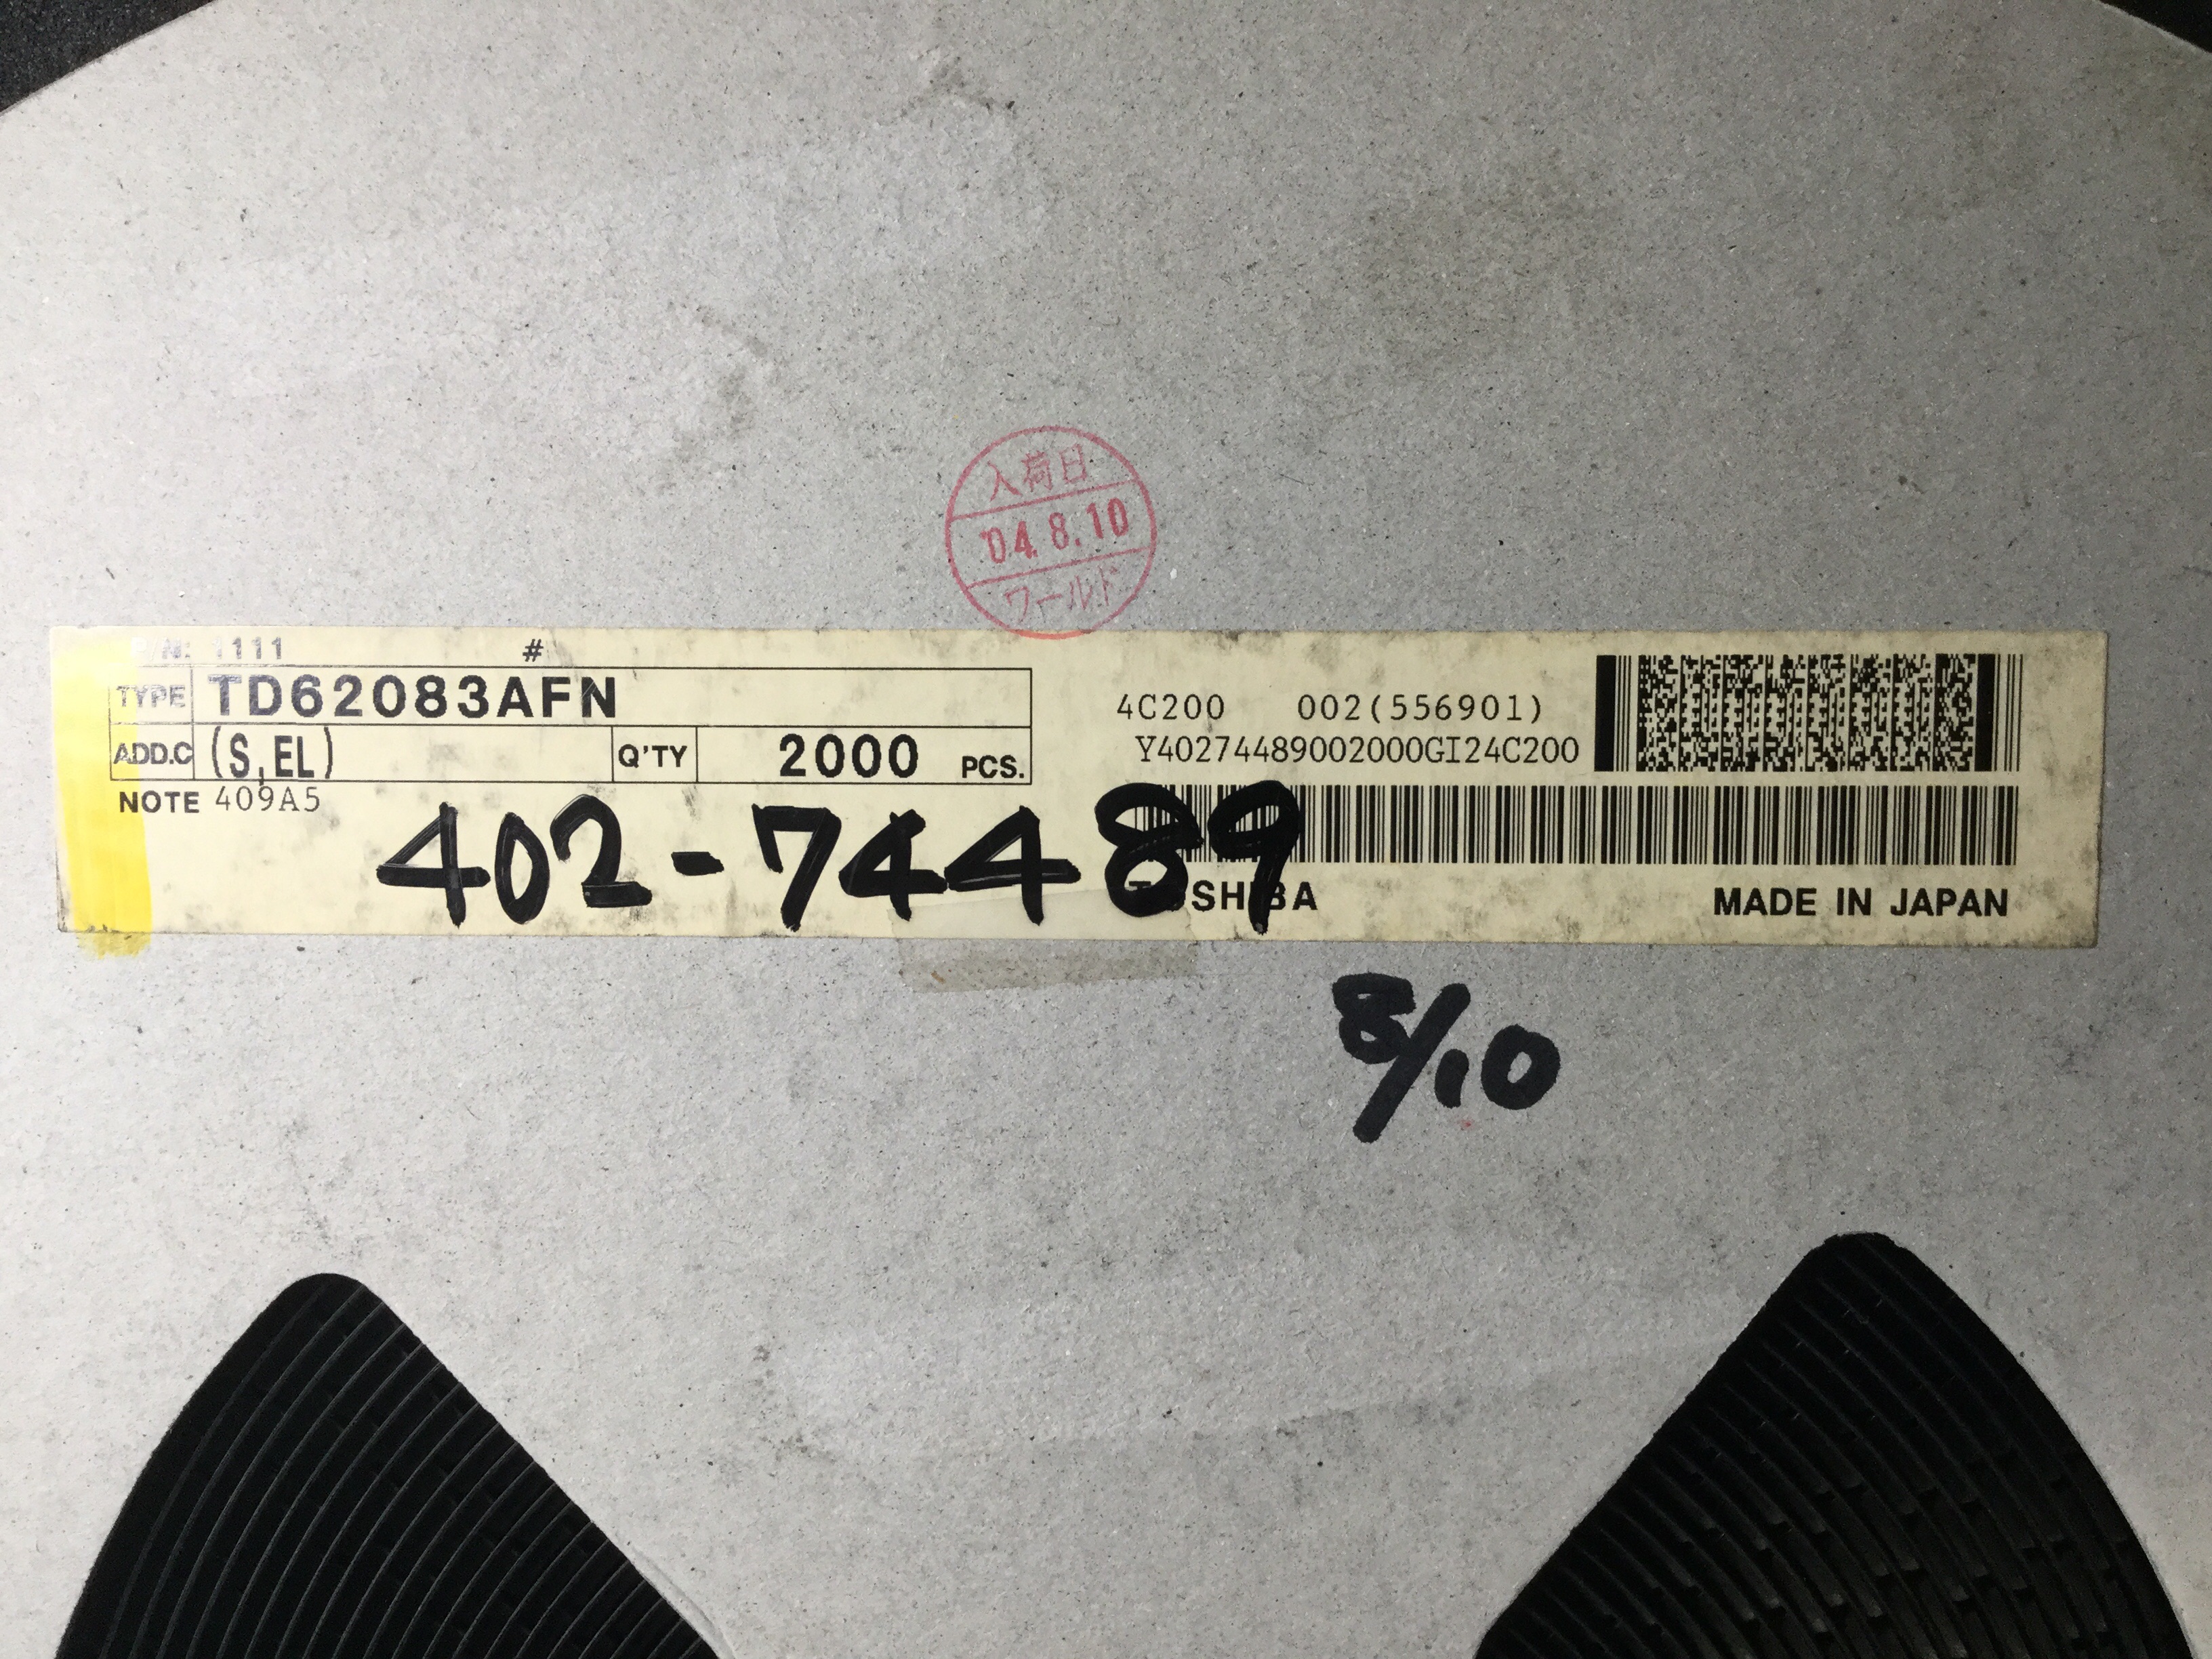 入荷日
'04.8.10
ワールド
P/N: 1111 #
TYPE TD62083AFN
ADD.C (S,EL) Q'TY 2000 PCS.
NOTE 409A5
4C200 002(556901)
Y40274489002000GI24C200
402-74489
TOSHIBA MADE IN JAPAN
8/10